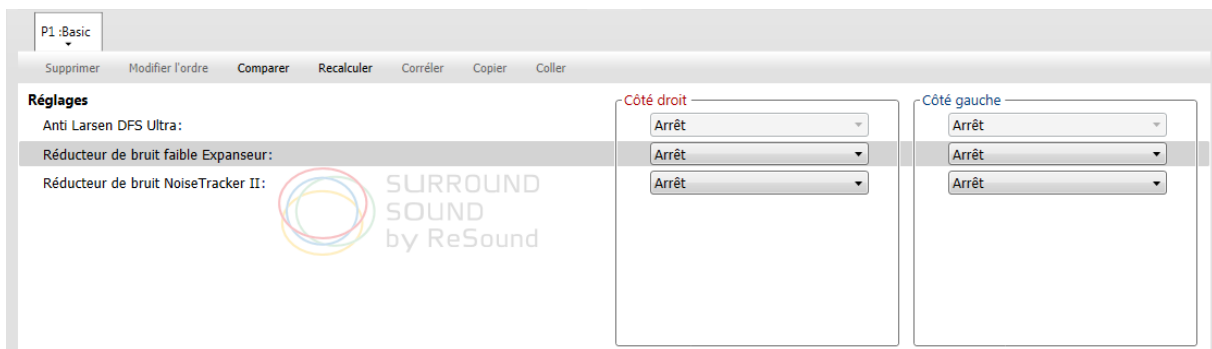 P1 :Basic
Supprimer Modifier l'ordre Comparer Recalculer Corréler Copier Coller
Réglages Côté droit Côté gauche
Anti Larsen DFS Ultra: Arrêt Arrêt
Réducteur de bruit faible Expanseur: Arrêt Arrêt
Réducteur de bruit NoiseTracker II: Arrêt Arrêt
SURROUND
SOUND
by ReSound